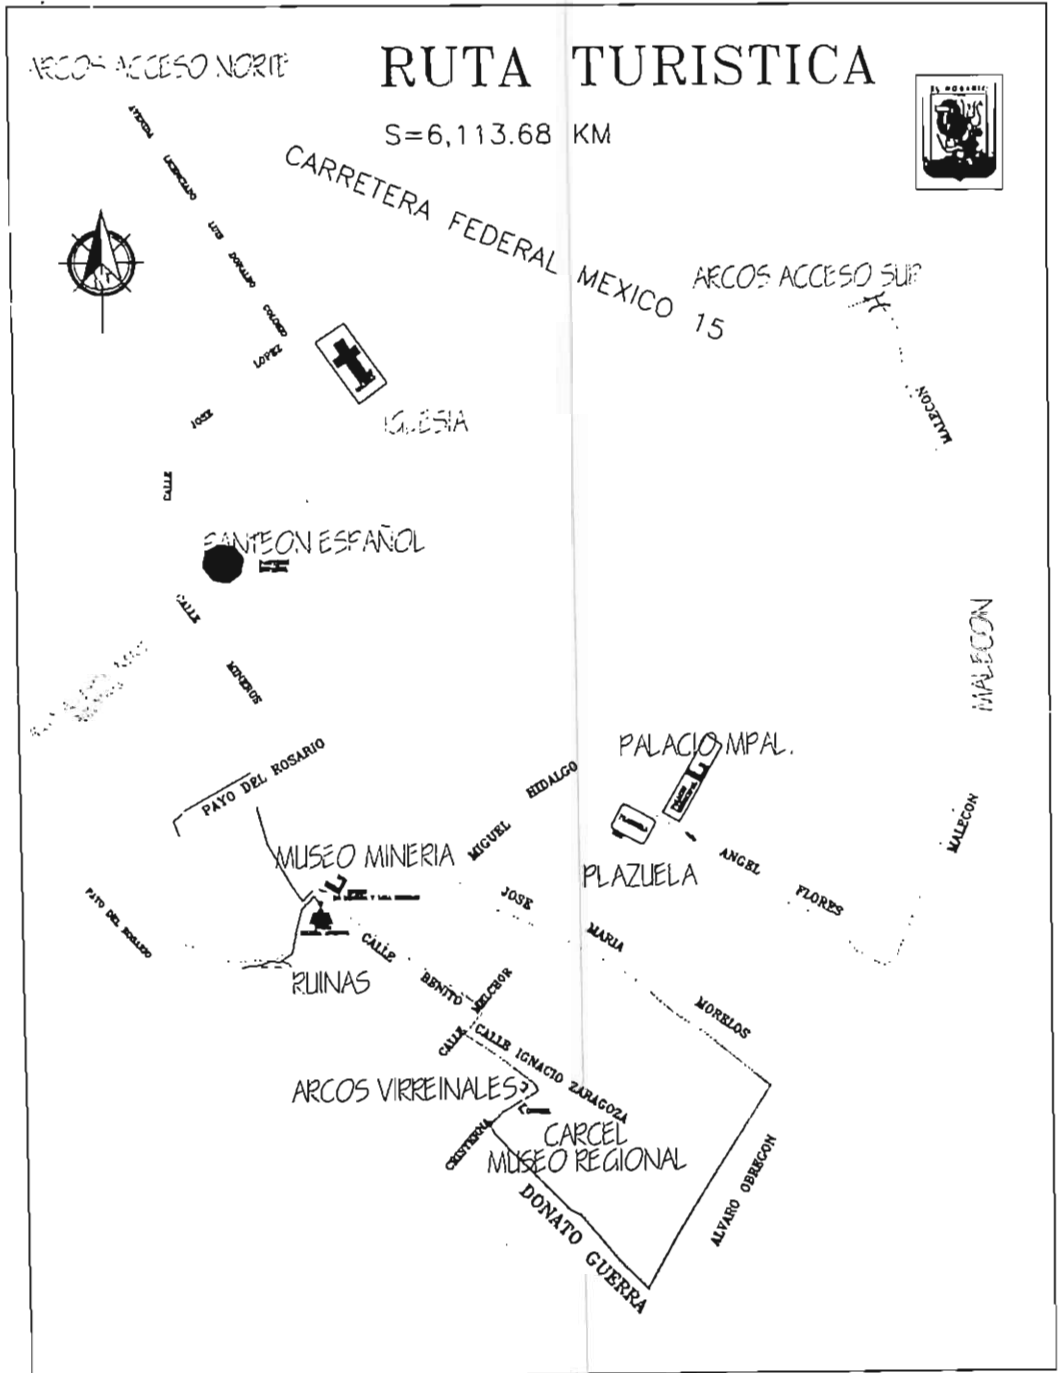 RUTA TURISTICA
S=6,113.68 KM
ARCOS ACCESO NORTE
EL ROSARIO
CARRETERA FEDERAL MEXICO 15
ARCOS ACCESO SUR
LUIS DONALDO COLOSIO
LOPEZ
JOSE
CALLE
IGLESIA
MALECON
PANTEON ESPAÑOL
CALLE
MINEROS
MALECON
PAYO DEL ROSARIO
PALACIO MPAL.
HIDALGO
MIGUEL
PLAZUELA
MALECON
MUSEO MINERIA
ANGEL FLORES
PAYO DEL ROSARIO
JOSE MARIA MORELOS
RUINAS
CALLE BENITO
MELCHOR
CALLE
CALLE IGNACIO ZARAGOZA
ARCOS VIRREINALES
CARCEL
MUSEO REGIONAL
CRISTERNA
ALVARO OBREGON
DONATO GUERRA